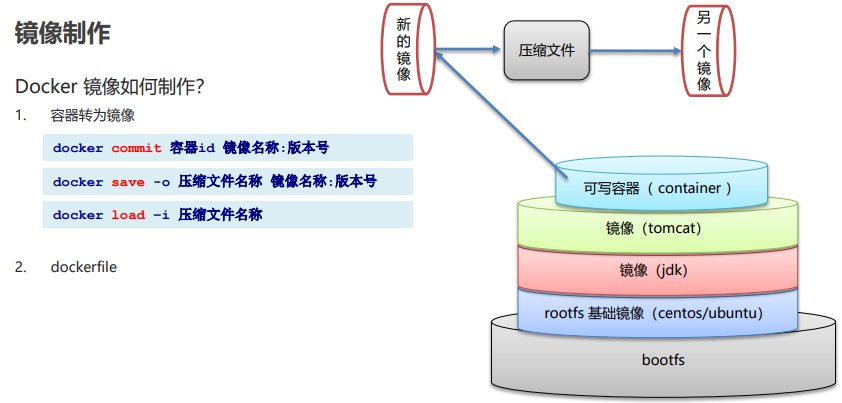 镜像制作
Docker 镜像如何制作?
1. 容器转为镜像
docker commit 容器id 镜像名称:版本号
docker save -o 压缩文件名称 镜像名称:版本号
docker load –i 压缩文件名称
2. dockerfile
新的镜像
压缩文件
另一个镜像
可写容器（ container ）
镜像（tomcat）
镜像（jdk）
rootfs 基础镜像（centos/ubuntu）
bootfs